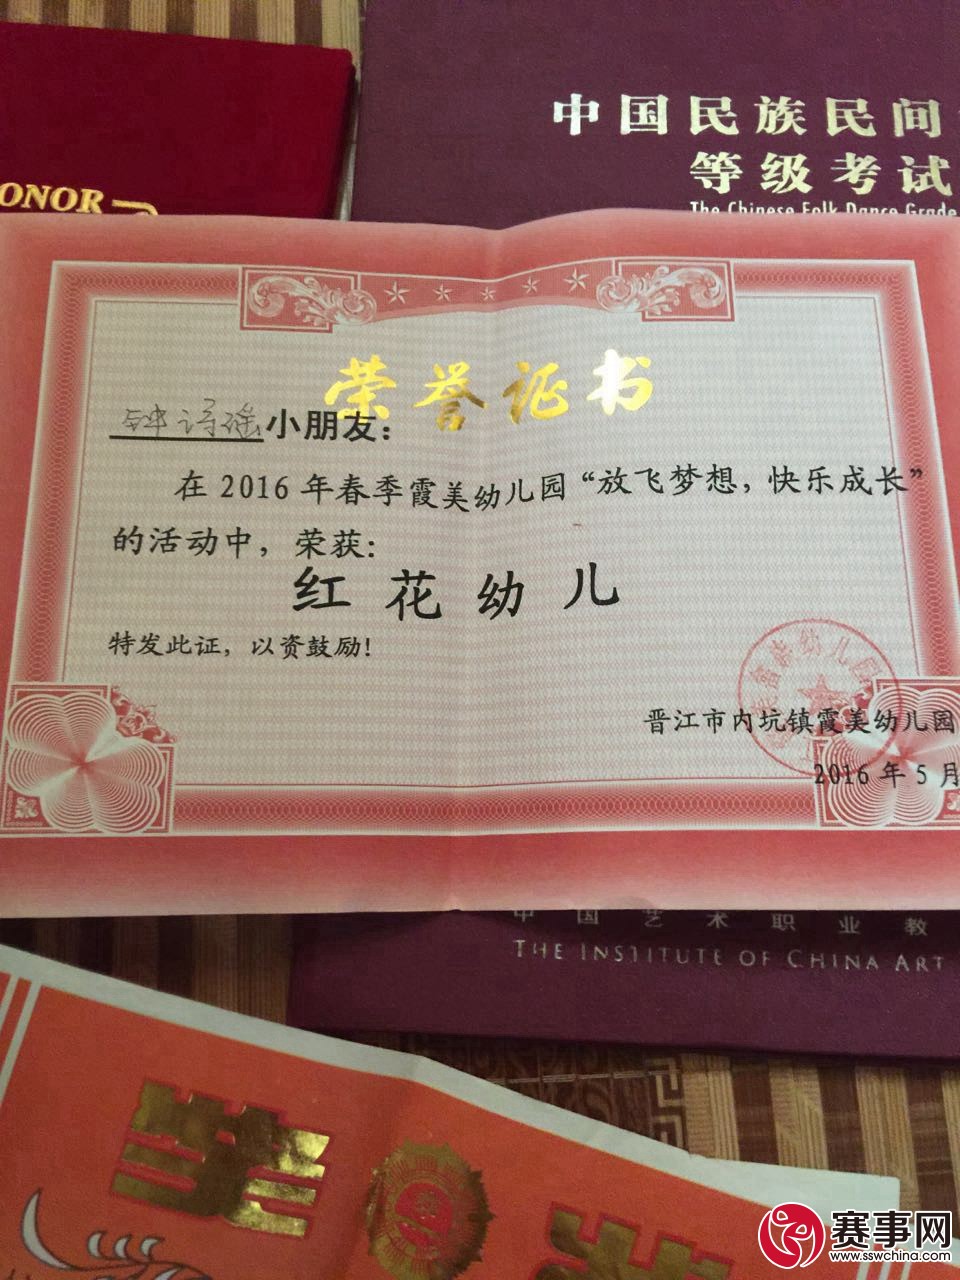 中国民族民间
等级考试
The Chinese Folk Dance Grade
ONOR
荣誉证书
钟诗瑶小朋友：
在2016年春季霞美幼儿园“放飞梦想，快乐成长”
的活动中，荣获：
红花幼儿
特发此证，以资鼓励！
晋江市内坑镇霞美幼儿园
2016年5月
中国艺术职业教
THE INSTITUTE OF CHINA ART
奖
赛事网
www.sswchina.com